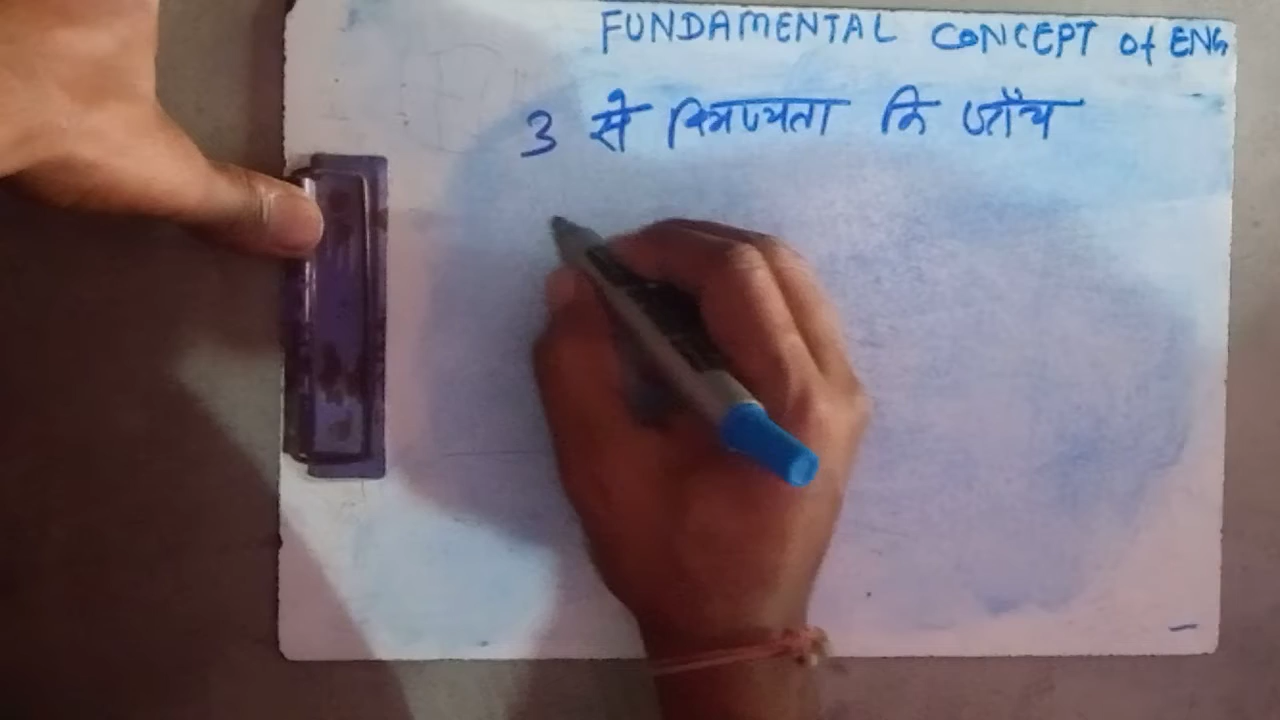 FUNDAMENTAL CONCEPT Of ENG
3 से विभाज्यता कि जाँच